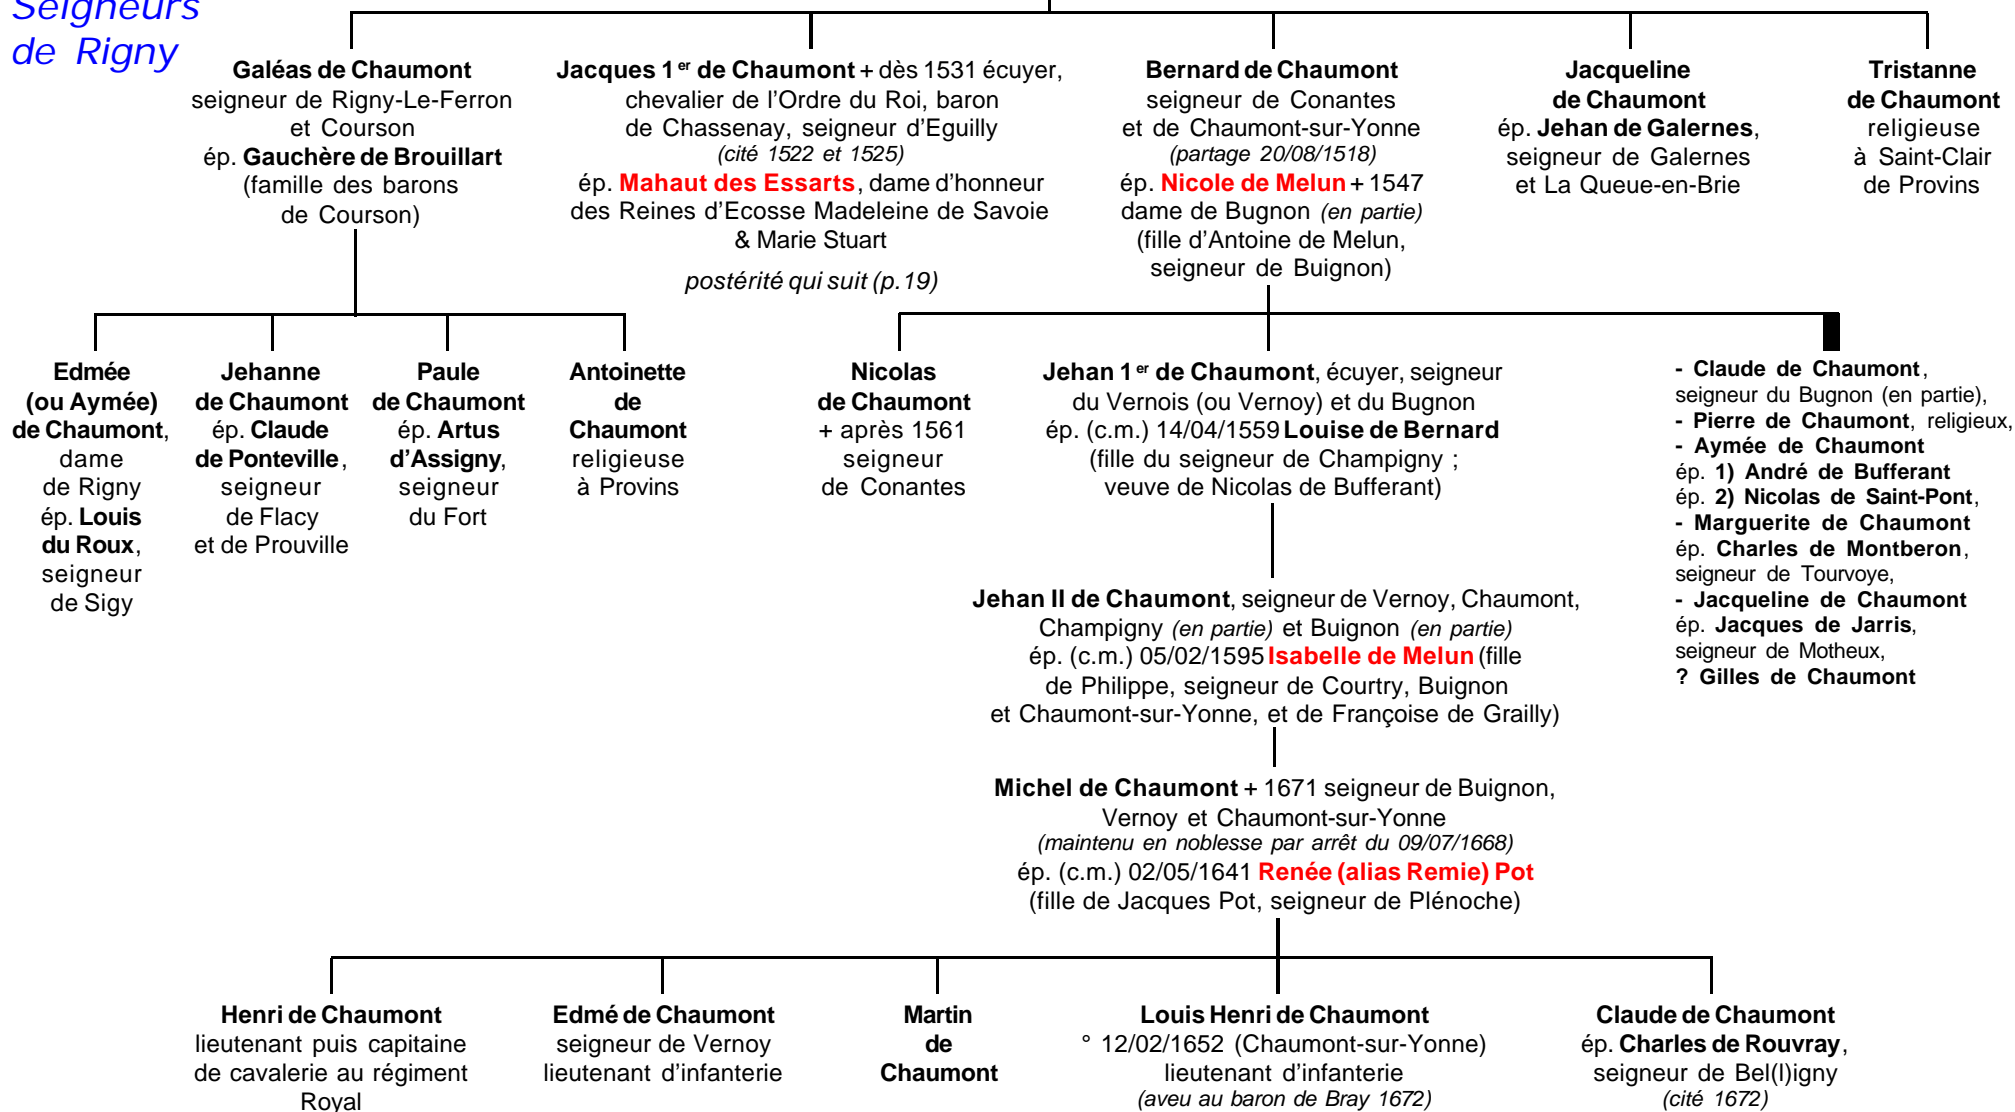 Seigneurs
de Rigny
Galéas de Chaumont
seigneur de Rigny-Le-Ferron
et Courson
ép. Gauchère de Brouillart
(famille des barons
de Courson)
Jacques 1er de Chaumont + dès 1531 écuyer,
chevalier de l'Ordre du Roi, baron
de Chassenay, seigneur d'Eguilly
(cité 1522 et 1525)
ép. Mahaut des Essarts, dame d'honneur
des Reines d'Ecosse Madeleine de Savoie
& Marie Stuart
postérité qui suit (p.19)
Bernard de Chaumont
seigneur de Conantes
et de Chaumont-sur-Yonne
(partage 20/08/1518)
ép. Nicole de Melun + 1547
dame de Bugnon (en partie)
(fille d'Antoine de Melun,
seigneur de Buignon)
Jacqueline
de Chaumont
ép. Jehan de Galernes,
seigneur de Galernes
et La Queue-en-Brie
Tristanne
de Chaumont
religieuse
à Saint-Clair
de Provins
Edmée
(ou Aymée)
de Chaumont,
dame
de Rigny
ép. Louis
du Roux,
seigneur
de Sigy
Jehanne
de Chaumont
ép. Claude
de Ponteville,
seigneur
de Flacy
et de Prouville
Paule
de Chaumont
ép. Artus
d'Assigny,
seigneur
du Fort
Antoinette
de
Chaumont
religieuse
à Provins
Nicolas
de Chaumont
+ après 1561
seigneur
de Conantes
Jehan 1er de Chaumont, écuyer, seigneur
du Vernois (ou Vernoy) et du Bugnon
ép. (c.m.) 14/04/1559 Louise de Bernard
(fille du seigneur de Champigny ;
veuve de Nicolas de Bufferant)
- Claude de Chaumont,
seigneur du Bugnon (en partie),
- Pierre de Chaumont, religieux,
- Aymée de Chaumont
ép. 1) André de Bufferant
ép. 2) Nicolas de Saint-Pont,
- Marguerite de Chaumont
ép. Charles de Montberon,
seigneur de Tourvoye,
- Jacqueline de Chaumont
ép. Jacques de Jarris,
seigneur de Motheux,
? Gilles de Chaumont
Jehan II de Chaumont, seigneur de Vernoy, Chaumont,
Champigny (en partie) et Buignon (en partie)
ép. (c.m.) 05/02/1595 Isabelle de Melun (fille
de Philippe, seigneur de Courtry, Buignon
et Chaumont-sur-Yonne, et de Françoise de Grailly)
Michel de Chaumont + 1671 seigneur de Buignon,
Vernoy et Chaumont-sur-Yonne
(maintenu en noblesse par arrêt du 09/07/1668)
ép. (c.m.) 02/05/1641 Renée (alias Remie) Pot
(fille de Jacques Pot, seigneur de Plénoche)
Henri de Chaumont
lieutenant puis capitaine
de cavalerie au régiment
Royal
Edmé de Chaumont
seigneur de Vernoy
lieutenant d'infanterie
Martin
de
Chaumont
Louis Henri de Chaumont
° 12/02/1652 (Chaumont-sur-Yonne)
lieutenant d'infanterie
(aveu au baron de Bray 1672)
Claude de Chaumont
ép. Charles de Rouvray,
seigneur de Bel(l)igny
(cité 1672)